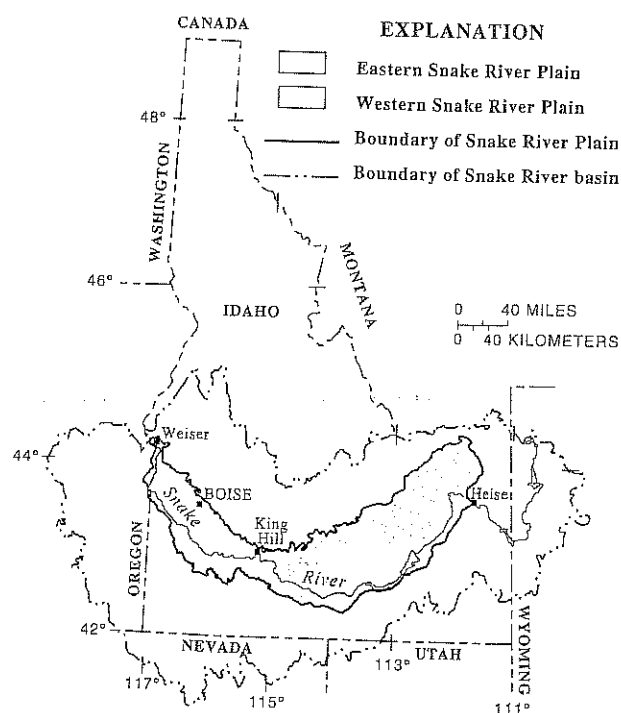 CANADA
EXPLANATION
Eastern Snake River Plain
Western Snake River Plain
Boundary of Snake River Plain
Boundary of Snake River basin
48°
WASHINGTON
MONTANA
46°
IDAHO
0 40 MILES
0 40 KILOMETERS
44°
Weiser
BOISE
Snake
King
Hill
Heise
River
OREGON
42°
NEVADA
UTAH
WYOMING
117°
115°
113°
111°